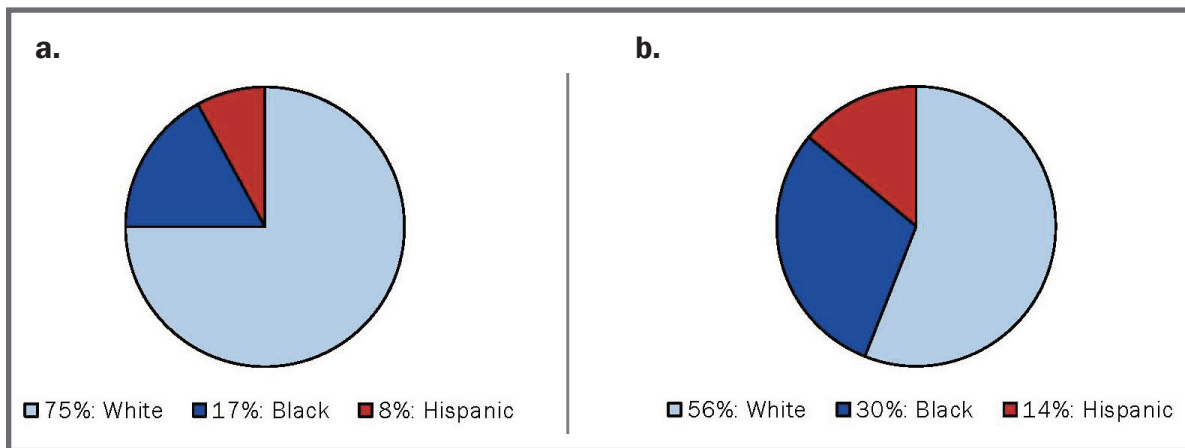 a.
b.
75%: White 17%: Black 8%: Hispanic
56%: White 30%: Black 14%: Hispanic